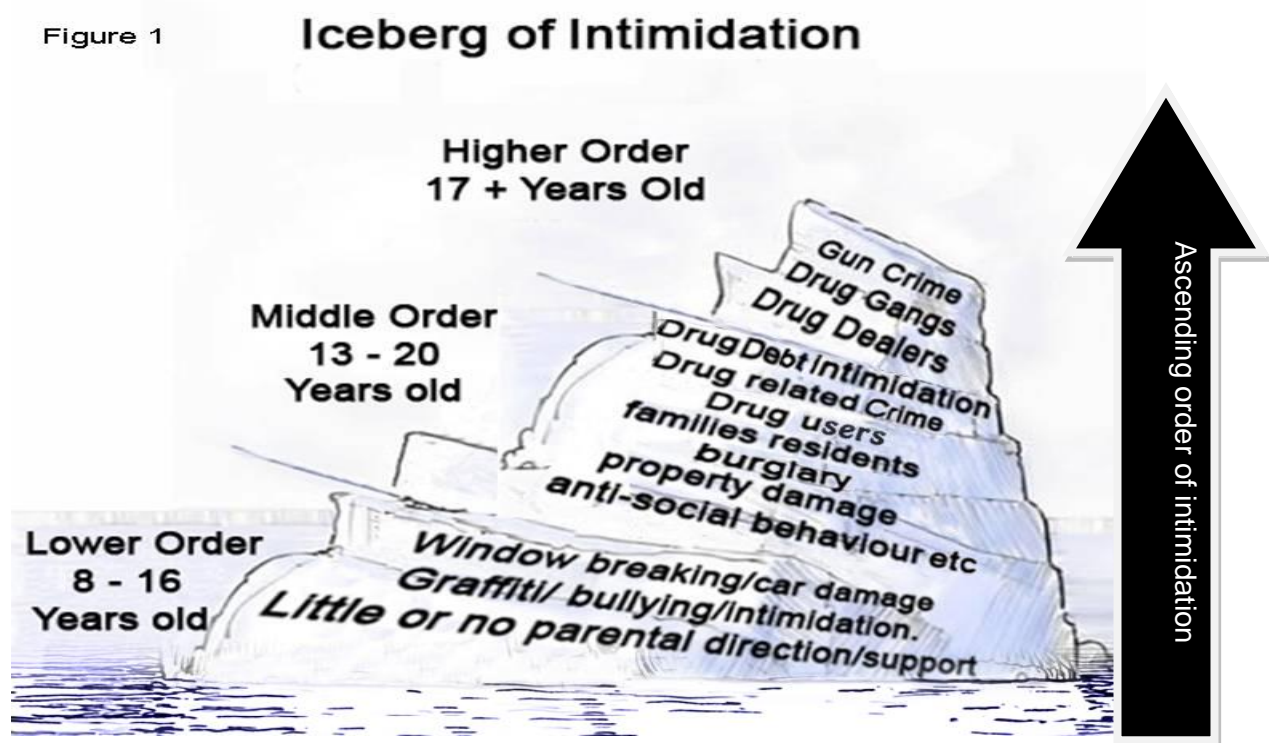 Figure 1
Iceberg of Intimidation
Higher Order
17 + Years Old
Gun Crime
Drug Gangs
Drug Dealers
Middle Order
13 - 20
Years old
Drug Debt intimidation
Drug related Crime
Drug users
families residents
burglary
property damage
anti-social behaviour etc
Lower Order
8 - 16
Years old
Window breaking/car damage
Graffiti/ bullying/intimidation.
Little or no parental direction/support
Ascending order of intimidation